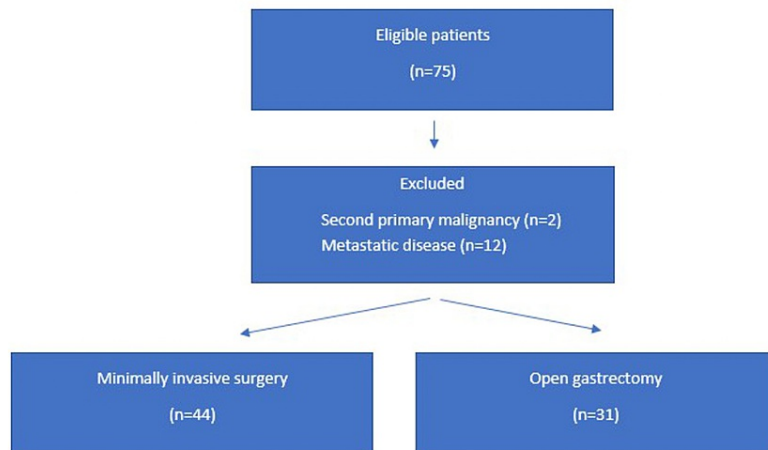 Eligible patients
(n=75)
Excluded
Second primary malignancy (n=2)
Metastatic disease (n=12)
Minimally invasive surgery
(n=44)
Open gastrectomy
(n=31)